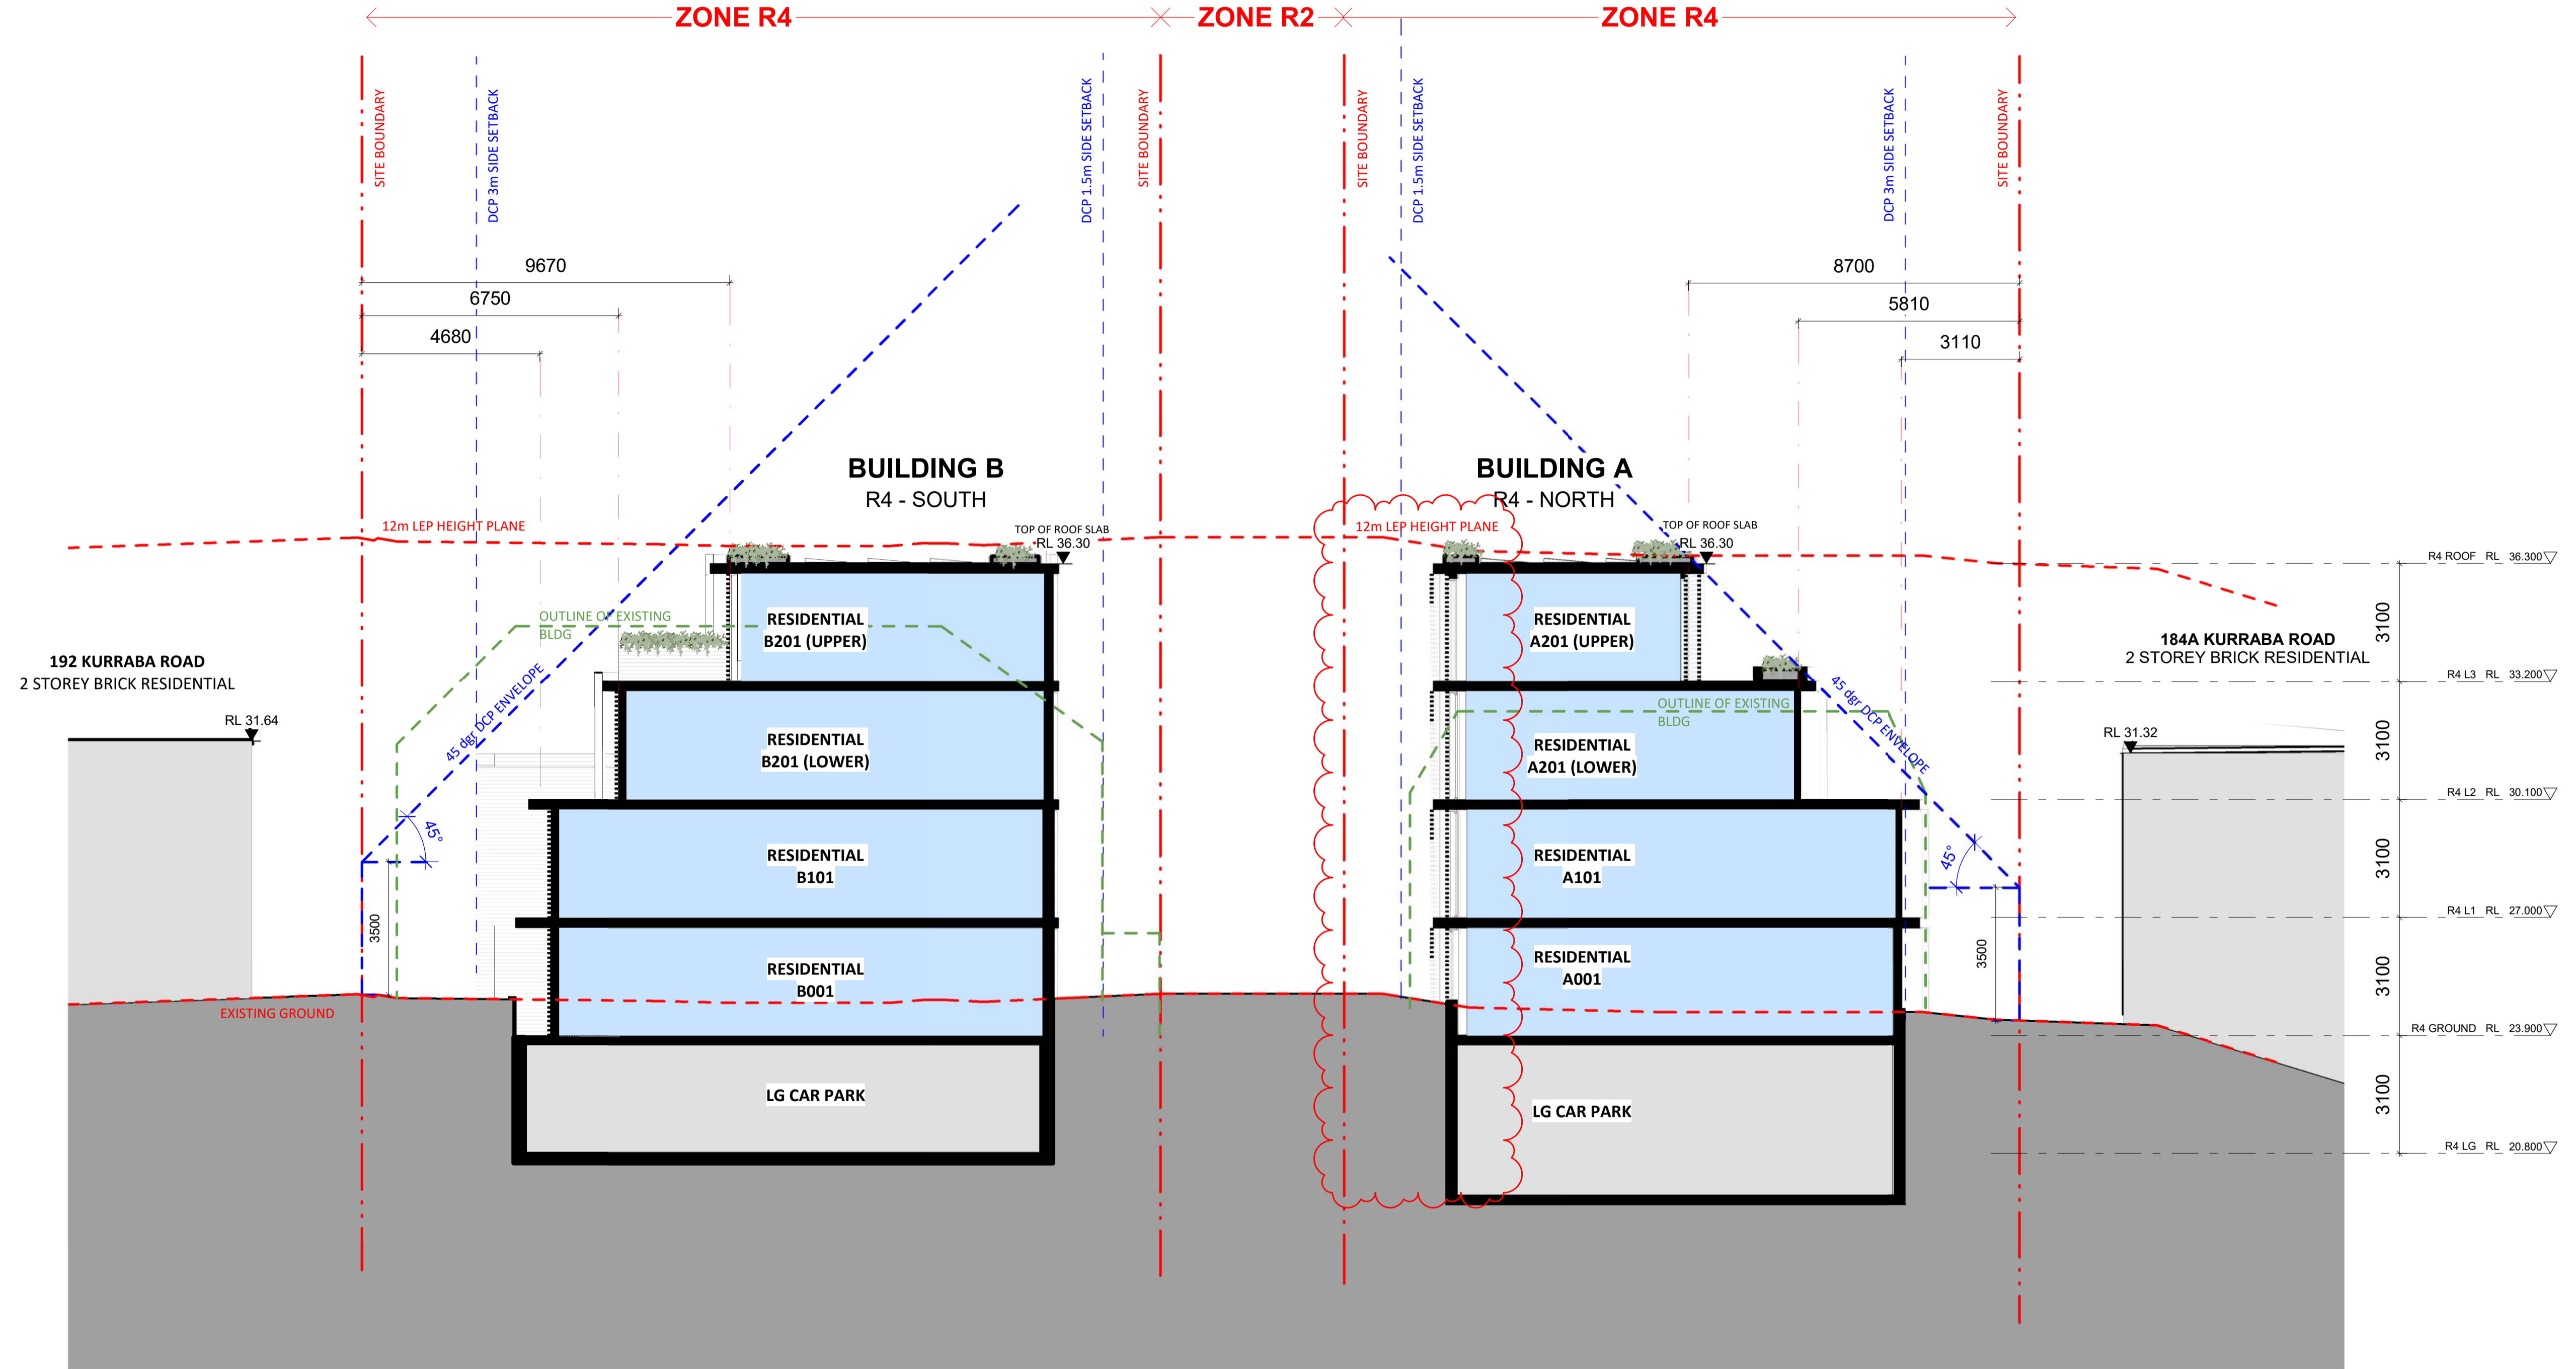 ZONE R4
ZONE R2
ZONE R4
SITE BOUNDARY
DCP 3m SIDE SETBACK
DCP 1.5m SIDE SETBACK
SITE BOUNDARY
SITE BOUNDARY
DCP 1.5m SIDE SETBACK
DCP 3m SIDE SETBACK
SITE BOUNDARY
9670
6750
4680
8700
5810
3110
BUILDING B
R4 - SOUTH
BUILDING A
R4 - NORTH
12m LEP HEIGHT PLANE
TOP OF ROOF SLAB
RL 36.30
12m LEP HEIGHT PLANE
TOP OF ROOF SLAB
RL 36.30
R4 ROOF RL 36.300
OUTLINE OF EXISTING
BLDG
RESIDENTIAL
B201 (UPPER)
RESIDENTIAL
A201 (UPPER)
3100
192 KURRABA ROAD
2 STOREY BRICK RESIDENTIAL
184A KURRABA ROAD
2 STOREY BRICK RESIDENTIAL
R4 L3 RL 33.200
45 dgr DCP ENVELOPE
45 dgr DCP ENVELOPE
OUTLINE OF EXISTING
BLDG
RL 31.64
RL 31.32
RESIDENTIAL
B201 (LOWER)
RESIDENTIAL
A201 (LOWER)
3100
R4 L2 RL 30.100
45°
45°
RESIDENTIAL
B101
RESIDENTIAL
A101
3100
R4 L1 RL 27.000
3500
3500
RESIDENTIAL
B001
RESIDENTIAL
A001
3100
EXISTING GROUND
R4 GROUND RL 23.900
LG CAR PARK
LG CAR PARK
3100
R4 LG RL 20.800